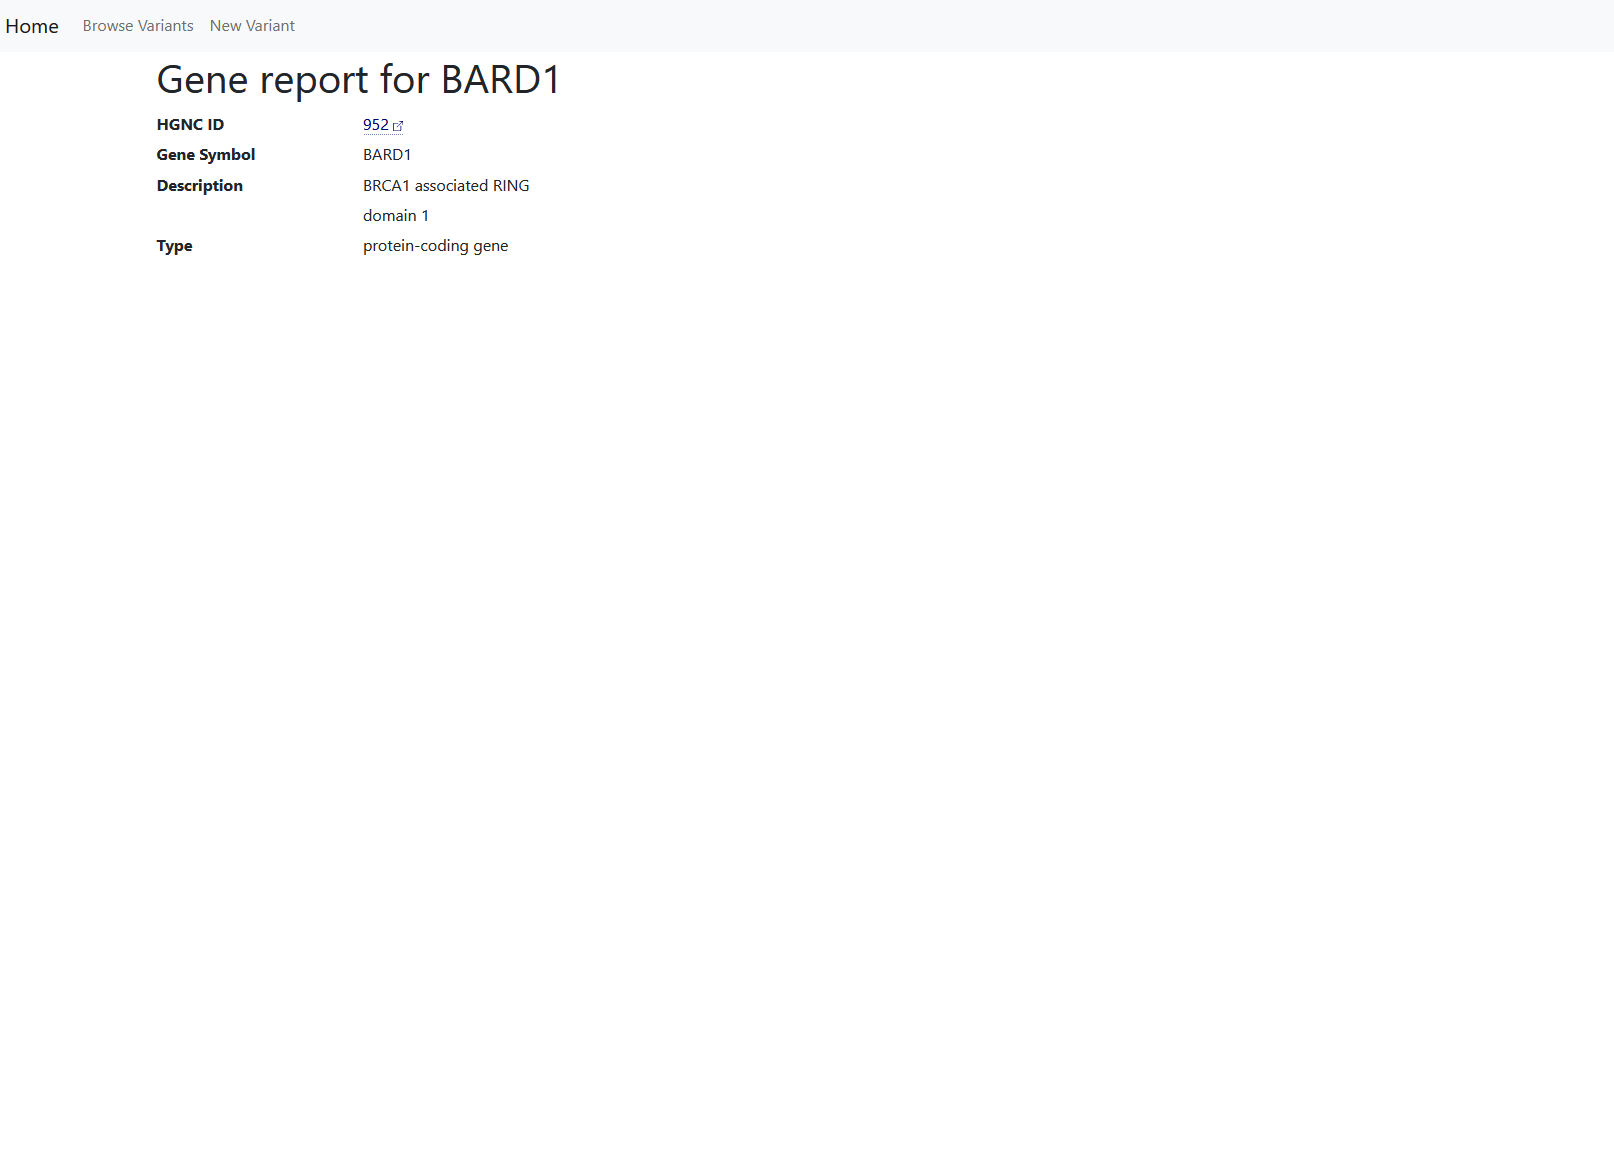 Home Browse Variants New Variant
Gene report for BARD1
HGNC ID 952
Gene Symbol BARD1
Description BRCA1 associated RING
domain 1
Type protein-coding gene